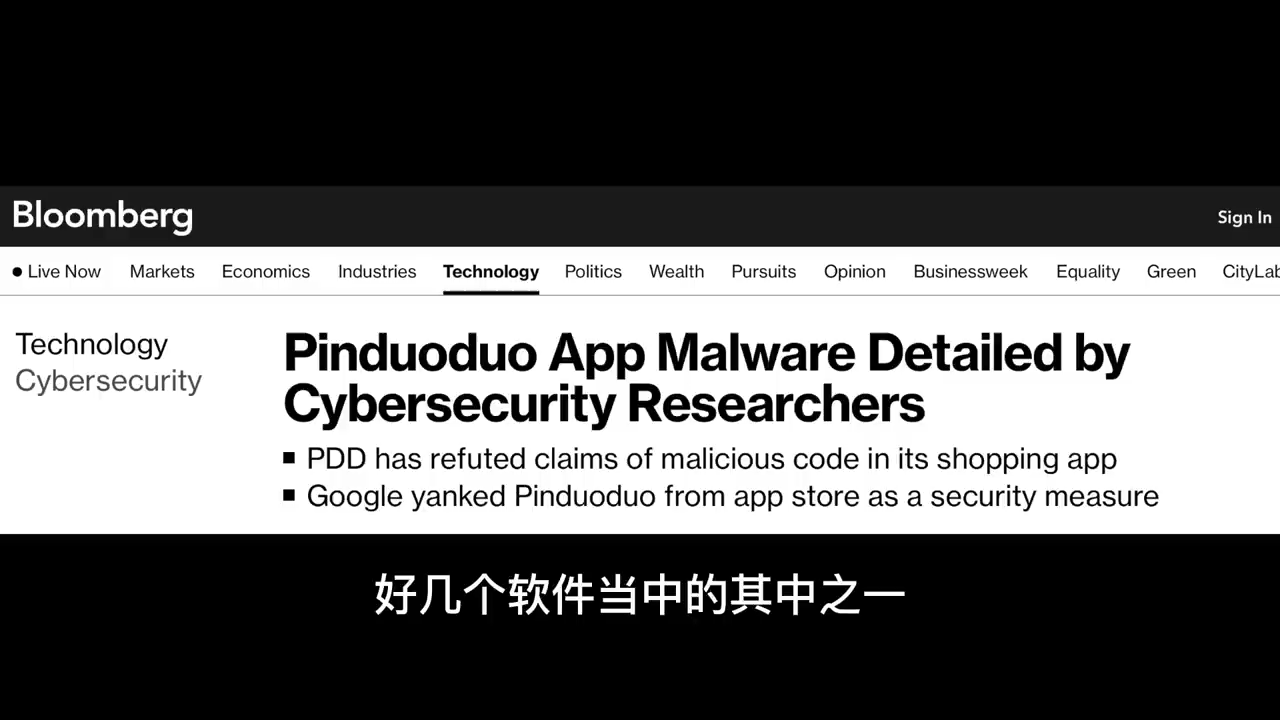 Bloomberg
Sign In
Live Now Markets Economics Industries Technology Politics Wealth Pursuits Opinion Businessweek Equality Green CityLab
Technology
Cybersecurity
Pinduoduo App Malware Detailed by
Cybersecurity Researchers
PDD has refuted claims of malicious code in its shopping app
Google yanked Pinduoduo from app store as a security measure
好几个软件当中的其中之一